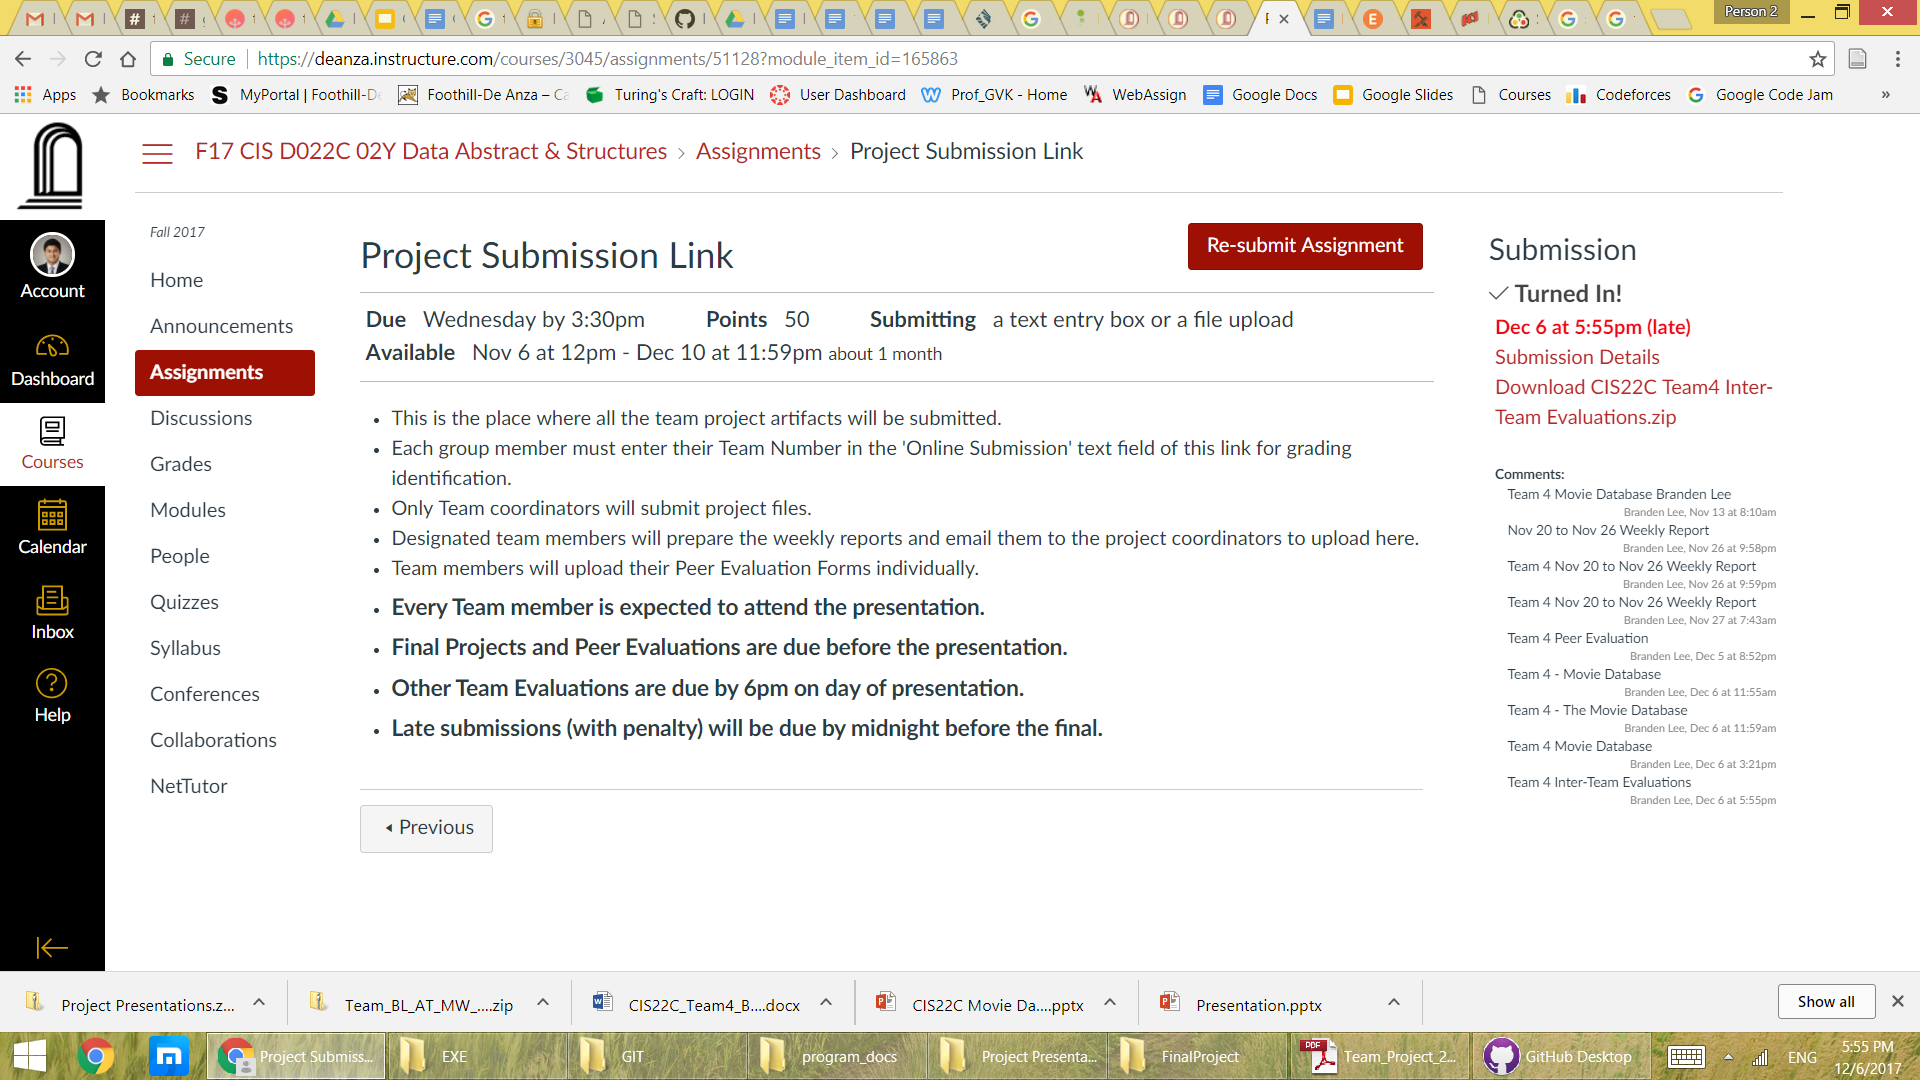 Person 2
Secure
https://deanza.instructure.com/courses/3045/assignments/51128?module_item_id=165863
Apps
Bookmarks
MyPortal | Foothill-De
Foothill-De Anza – Ca
Turing's Craft: LOGIN
User Dashboard
Prof_GVK - Home
WebAssign
Google Docs
Google Slides
Courses
Codeforces
Google Code Jam
»
F17 CIS D022C 02Y Data Abstract & Structures › Assignments › Project Submission Link
Account
Dashboard
Courses
Calendar
Inbox
Help
Fall 2017
Home
Announcements
Assignments
Discussions
Grades
Modules
People
Quizzes
Syllabus
Conferences
Collaborations
NetTutor
Project Submission Link
Re-submit Assignment
Due Wednesday by 3:30pm Points 50 Submitting a text entry box or a file upload
Available Nov 6 at 12pm - Dec 10 at 11:59pm about 1 month
• This is the place where all the team project artifacts will be submitted.
• Each group member must enter their Team Number in the 'Online Submission' text field of this link for grading
identification.
• Only Team coordinators will submit project files.
• Designated team members will prepare the weekly reports and email them to the project coordinators to upload here.
• Team members will upload their Peer Evaluation Forms individually.
• Every Team member is expected to attend the presentation.
• Final Projects and Peer Evaluations are due before the presentation.
• Other Team Evaluations are due by 6pm on day of presentation.
• Late submissions (with penalty) will be due by midnight before the final.
Previous
Submission
Turned In!
Dec 6 at 5:55pm (late)
Submission Details
Download CIS22C Team4 Inter-
Team Evaluations.zip
Comments:
Team 4 Movie Database Branden Lee
Branden Lee, Nov 13 at 8:10am
Nov 20 to Nov 26 Weekly Report
Branden Lee, Nov 26 at 9:58pm
Team 4 Nov 20 to Nov 26 Weekly Report
Branden Lee, Nov 26 at 9:59pm
Team 4 Nov 20 to Nov 26 Weekly Report
Branden Lee, Nov 27 at 7:43am
Team 4 Peer Evaluation
Branden Lee, Dec 5 at 8:52pm
Team 4 - Movie Database
Branden Lee, Dec 6 at 11:55am
Team 4 - The Movie Database
Branden Lee, Dec 6 at 11:59am
Team 4 Movie Database
Branden Lee, Dec 6 at 3:21pm
Team 4 Inter-Team Evaluations
Branden Lee, Dec 6 at 5:55pm
Project Presentations.z...
Team_BL_AT_MW_....zip
CIS22C_Team4_B....docx
CIS22C Movie Da....pptx
Presentation.pptx
Show all
Project Submiss...
EXE
GIT
program_docs
Project Presenta...
FinalProject
PDF
Team_Project_2...
GitHub Desktop
ENG
5:55 PM
12/6/2017